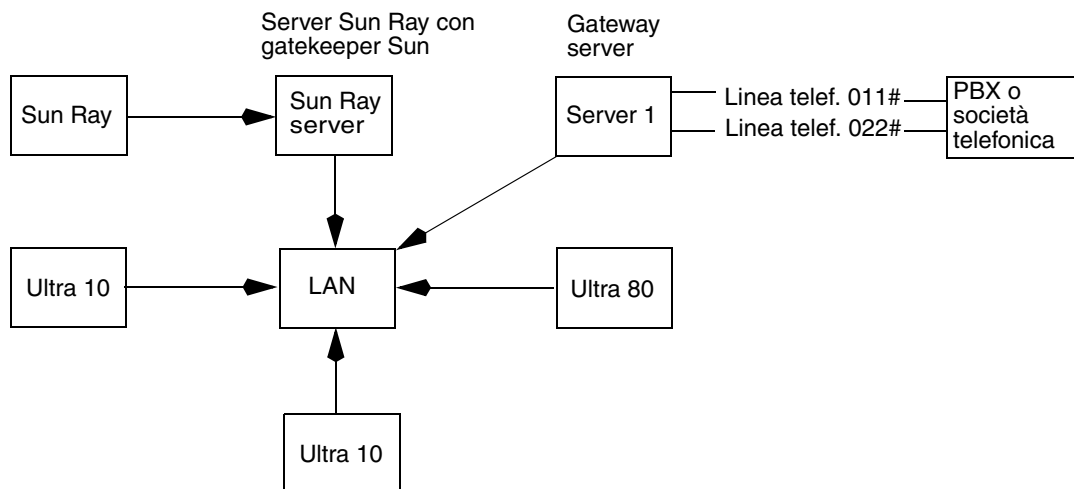 Server Sun Ray con
gatekeeper Sun
Gateway
server
Sun Ray
Sun Ray
server
Server 1
Linea telef. 011#
Linea telef. 022#
PBX o
società
telefonica
Ultra 10
LAN
Ultra 80
Ultra 10